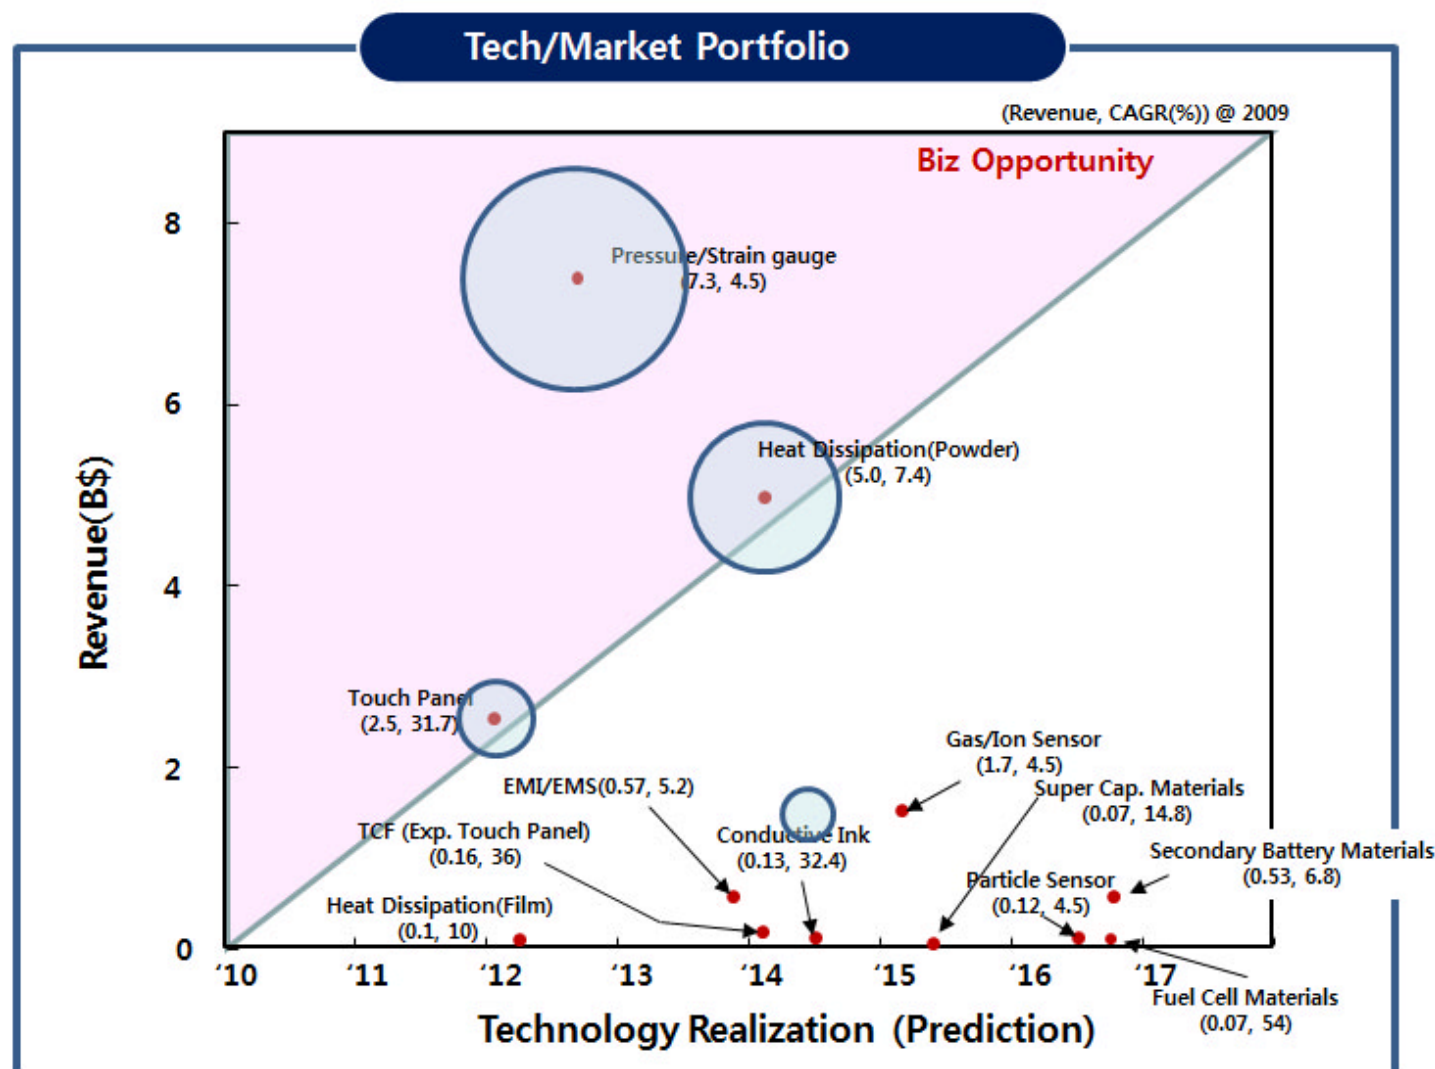 Tech/Market Portfolio
(Revenue, CAGR(%)) @ 2009
Biz Opportunity
8
Pressure/Strain gauge
(7.3, 4.5)
6
Heat Dissipation(Powder)
(5.0, 7.4)
Revenue(B$)
4
Touch Panel
(2.5, 31.7)
2
Gas/Ion Sensor
(1.7, 4.5)
EMI/EMS(0.57, 5.2)
Super Cap. Materials
(0.07, 14.8)
TCF (Exp. Touch Panel)
(0.16, 36)
Conductive Ink
(0.13, 32.4)
Secondary Battery Materials
(0.53, 6.8)
Particle Sensor
(0.12, 4.5)
Heat Dissipation(Film)
(0.1, 10)
0
‘10 ‘11 ‘12 ‘13 ‘14 ‘15 ‘16 ‘17
Fuel Cell Materials
(0.07, 54)
Technology Realization (Prediction)